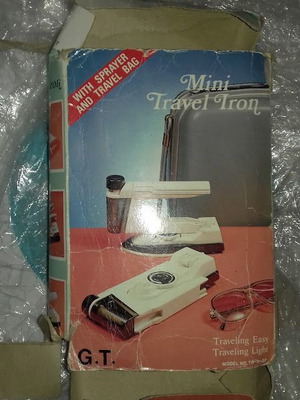 WITH SPRAYER
AND TRAVEL BAG
Mini
Travel Iron
Traveling Easy
Traveling Light
G.T.